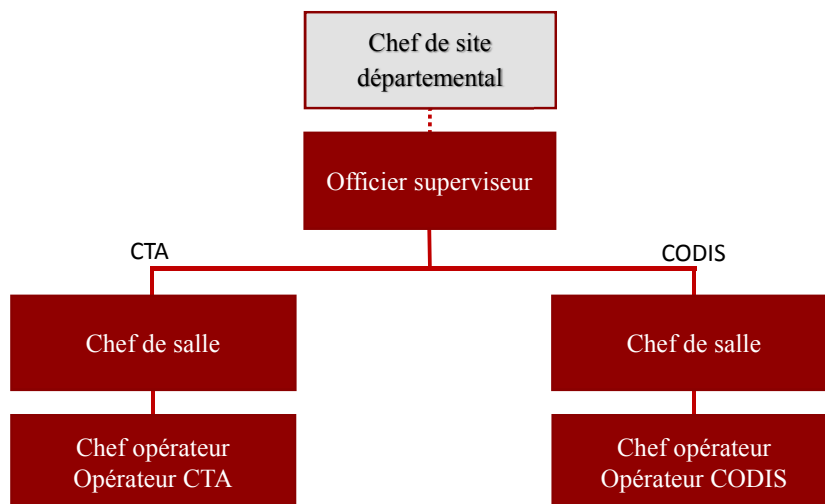 Chef de site
départemental
Officier superviseur
CTA
CODIS
Chef de salle
Chef de salle
Chef opérateur
Opérateur CTA
Chef opérateur
Opérateur CODIS